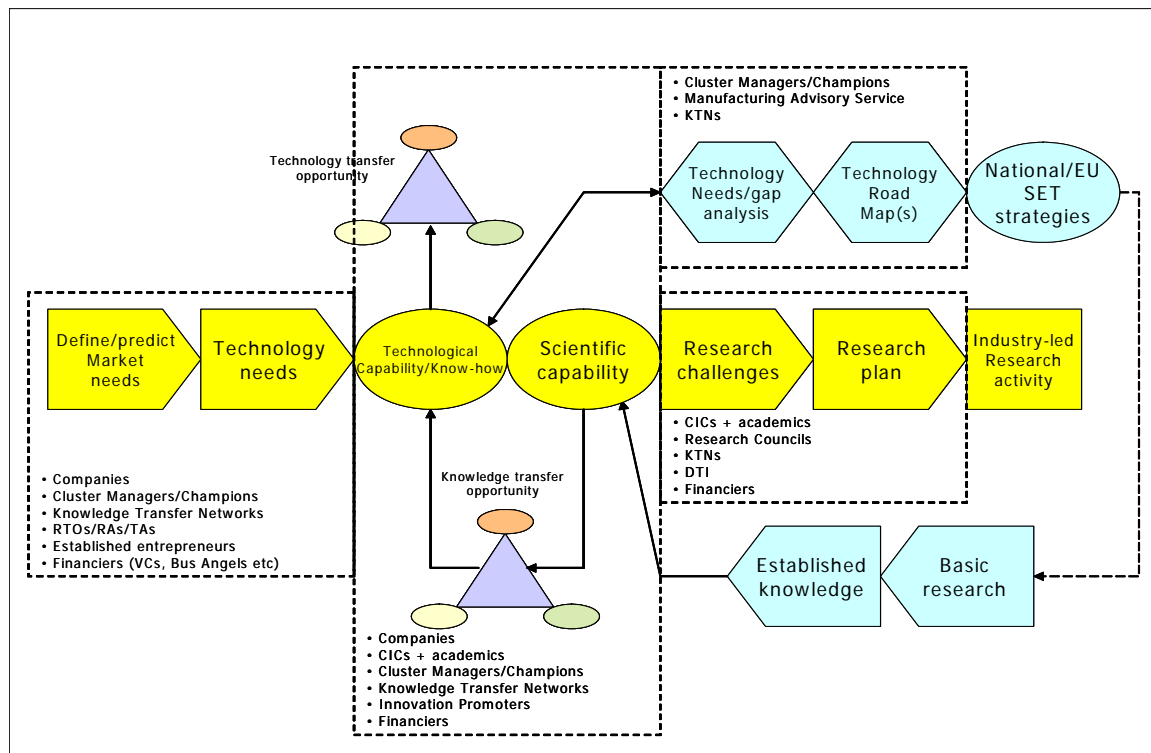 • Cluster Managers/Champions
• Manufacturing Advisory Service
• KTNs
Technology transfer
opportunity
Technology
Needs/gap
analysis
Technology
Road
Map(s)
National/EU
SET
strategies
Define/predict
Market
needs
Technology
needs
Technological
Capability/Know-how
Scientific
capability
Research
challenges
Research
plan
Industry-led
Research
activity
• CICs + academics
• Research Councils
• KTNs
• DTI
• Financiers
• Companies
• Cluster Managers/Champions
• Knowledge Transfer Networks
• RTOs/RAs/TAs
• Established entrepreneurs
• Financiers (VCs, Bus Angels etc)
Knowledge transfer
opportunity
Established
knowledge
Basic
research
• Companies
• CICs + academics
• Cluster Managers/Champions
• Knowledge Transfer Networks
• Innovation Promoters
• Financiers